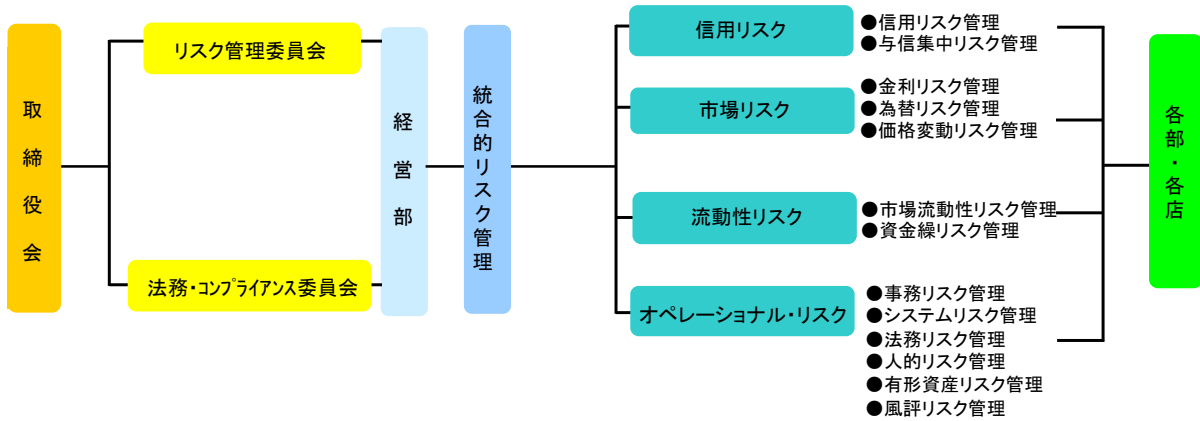 取締役会
リスク管理委員会
法務・コンプライアンス委員会
経営部
統合的リスク管理
信用リスク
●信用リスク管理
●与信集中リスク管理
市場リスク
●金利リスク管理
●為替リスク管理
●価格変動リスク管理
流動性リスク
●市場流動性リスク管理
●資金繰リスク管理
オペレーショナル・リスク
●事務リスク管理
●システムリスク管理
●法務リスク管理
●人的リスク管理
●有形資産リスク管理
●風評リスク管理
各部・各店